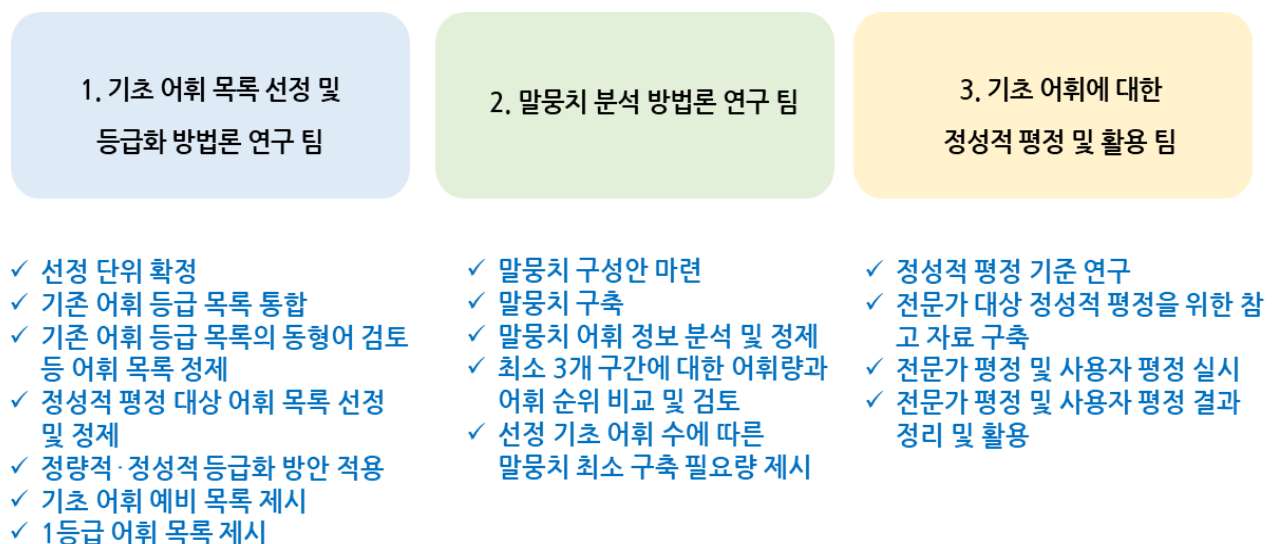 1. 기초 어휘 목록 선정 및
등급화 방법론 연구 팀
✓ 선정 단위 확정
✓ 기존 어휘 등급 목록 통합
✓ 기존 어휘 등급 목록의 동형어 검토
등 어휘 목록 정제
✓ 정성적 평정 대상 어휘 목록 선정
및 정제
✓ 정량적·정성적 등급화 방안 적용
✓ 기초 어휘 예비 목록 제시
✓ 1등급 어휘 목록 제시
2. 말뭉치 분석 방법론 연구 팀
✓ 말뭉치 구성안 마련
✓ 말뭉치 구축
✓ 말뭉치 어휘 정보 분석 및 정제
✓ 최소 3개 구간에 대한 어휘량과
어휘 순위 비교 및 검토
✓ 선정 기초 어휘 수에 따른
말뭉치 최소 구축 필요량 제시
3. 기초 어휘에 대한
정성적 평정 및 활용 팀
✓ 정성적 평정 기준 연구
✓ 전문가 대상 정성적 평정을 위한 참
고 자료 구축
✓ 전문가 평정 및 사용자 평정 실시
✓ 전문가 평정 및 사용자 평정 결과
정리 및 활용